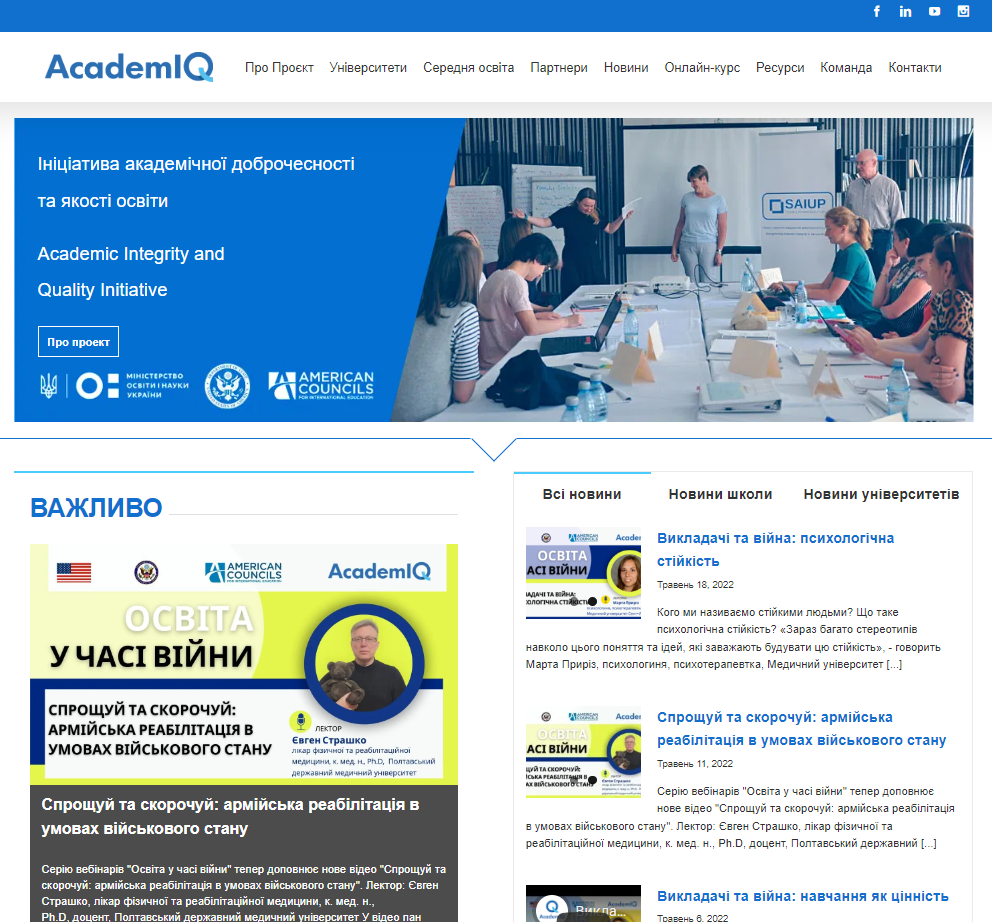 AcademIQ
Про Проєкт Університети Середня освіта Партнери Новини Онлайн-курс Ресурси Команда Контакти
Ініціатива академічної доброчесності
та якості освіти
Academic Integrity and
Quality Initiative
Про проект
МІНІСТЕРСТВО
ОСВІТИ І НАУКИ
УКРАЇНИ
AMERICAN
COUNCILS
FOR INTERNATIONAL EDUCATION
SAIUP
ВАЖЛИВО
AMERICAN
COUNCILS
FOR INTERNATIONAL EDUCATION
AcademIQ
ОСВІТА
У ЧАСІ ВІЙНИ
СПРОЩУЙ ТА СКОРОЧУЙ:
АРМІЙСЬКА РЕАБІЛІТАЦІЯ В
УМОВАХ ВІЙСЬКОВОГО СТАНУ
ЛЕКТОР
Євген Страшко
лікар фізичної та реабілітаційної
медицини, к. мед. н., Ph.D, Полтавський
державний медичний університет
Спрощуй та скорочуй: армійська реабілітація в
умовах військового стану
Серію вебінарів "Освіта у часі війни" тепер доповнює нове відео "Спрощуй та
скорочуй: армійська реабілітація в умовах військового стану". Лектор: Євген
Страшко, лікар фізичної та реабілітаційної медицини, к. мед. н.,
Ph.D, доцент, Полтавський державний медичний університет У відео пан
Всі новини Новини школи Новини університетів
ОСВІТА
АСІ ВІЙНИ
Викладачі та війна: психологічна
стійкість
Травень 18, 2022
Кого ми називаємо стійкими людьми? Що таке
психологічна стійкість? «Зараз багато стереотипів
навколо цього поняття та ідей, які заважають будувати цю стійкість», - говорить
Марта Приріз, психологиня, психотерапевтка, Медичний університет [...]
ОСВІТА
АСІ ВІЙНИ
Спрощуй та скорочуй: армійська
реабілітація в умовах військового стану
Травень 11, 2022
Серію вебінарів "Освіта у часі війни" тепер доповнює
нове відео "Спрощуй та скорочуй: армійська реабілітація
в умовах військового стану". Лектор: Євген Страшко, лікар фізичної та
реабілітаційної медицини, к. мед. н., Ph.D, доцент, Полтавський державний [...]
Викла...
Викладачі та війна: навчання як цінність
Травень 6, 2022